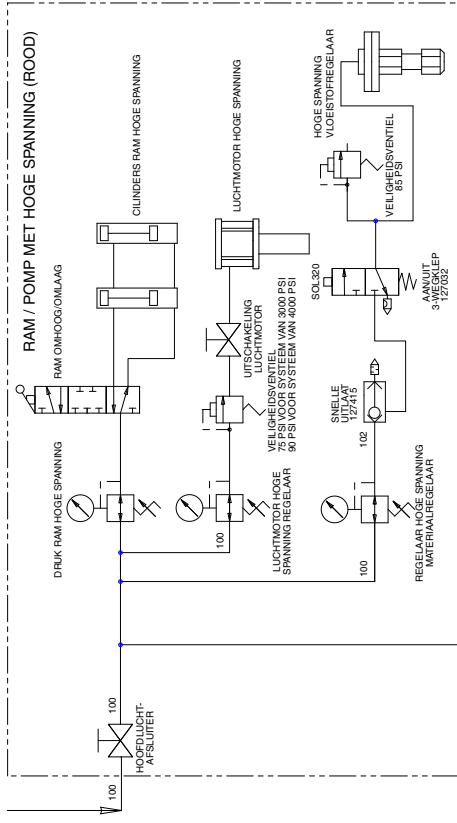 RAM / POMP MET HOGE SPANNING (ROOD)
RAM OMHOOG/OMLAAG
CILINDERS RAM HOGE SPANNING
DRUK RAM HOGE SPANNING
LUCHTMOTOR HOGE SPANNING
UITSCHAKELING
LUCHTMOTOR
VEILIGHEIDSVENTIEL
75 PSI VOOR SYSTEEM VAN 3000 PSI
90 PSI VOOR SYSTEEM VAN 4000 PSI
LUCHTMOTOR HOGE
SPANNING REGELAAR
100
HOGE SPANNING
VLOEISTOFREGELAAR
VEILIGHEIDSVENTIEL
85 PSI
SOL320
AAN/UIT
3-WEGKLEP
127032
SNELLE
UITLAAT
127415
102
REGELAAR HOGE SPANNING
MATERIAALREGELAAR
100
100
HOOFDLUCHT-
AFSLUITER
100